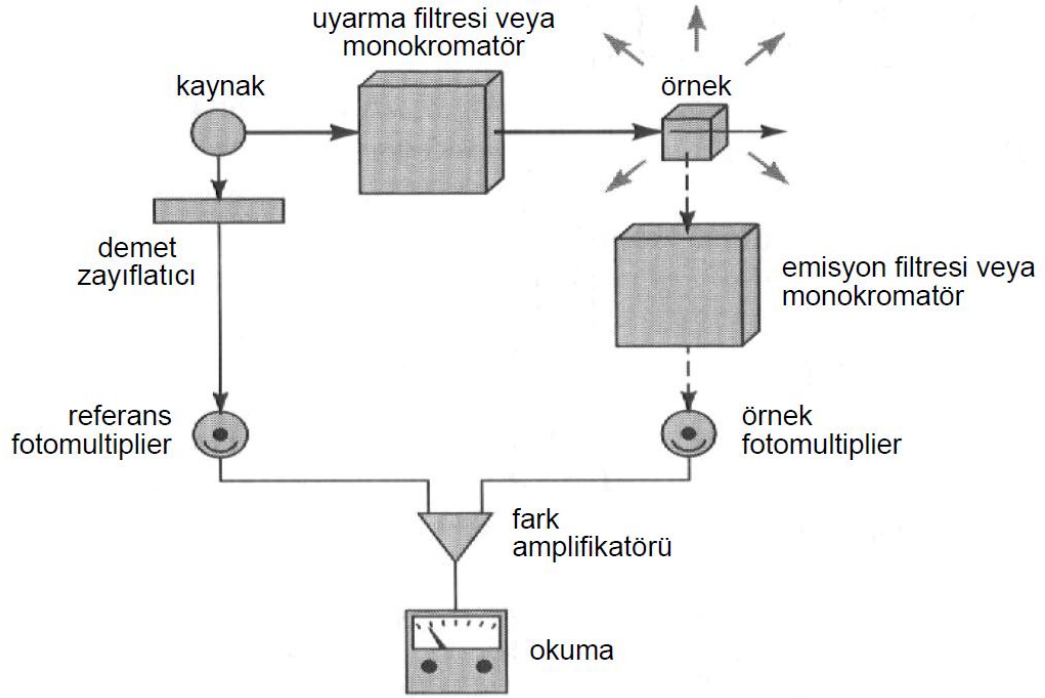 uyarma filtresi veya
monokromatör
kaynak
örnek
demet
zayıflatıcı
emisyon filtresi veya
monokromatör
referans
fotomultiplier
örnek
fotomultiplier
fark
amplifikatörü
okuma